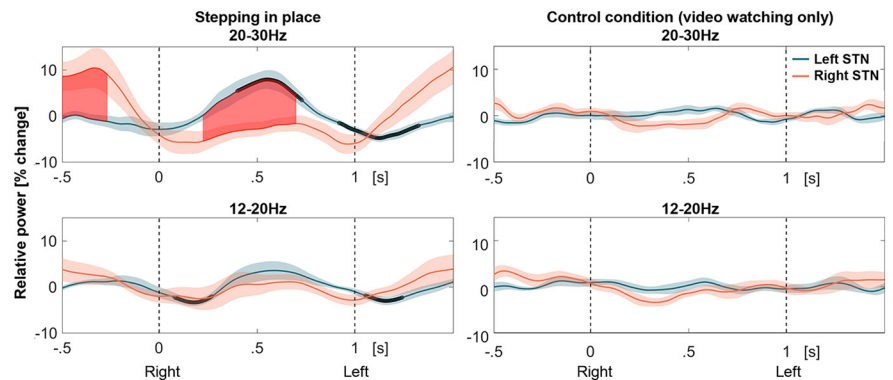 Stepping in place
20-30Hz
Control condition (video watching only)
20-30Hz
Relative power [% change]
10
0
-10
-.5
0
.5
1
[s]
10
0
-10
Left STN
Right STN
-.5
0
.5
1
[s]
12-20Hz
10
0
-10
-.5
0
.5
1
[s]
Right
Left
12-20Hz
10
0
-10
-.5
0
.5
1
[s]
Right
Left